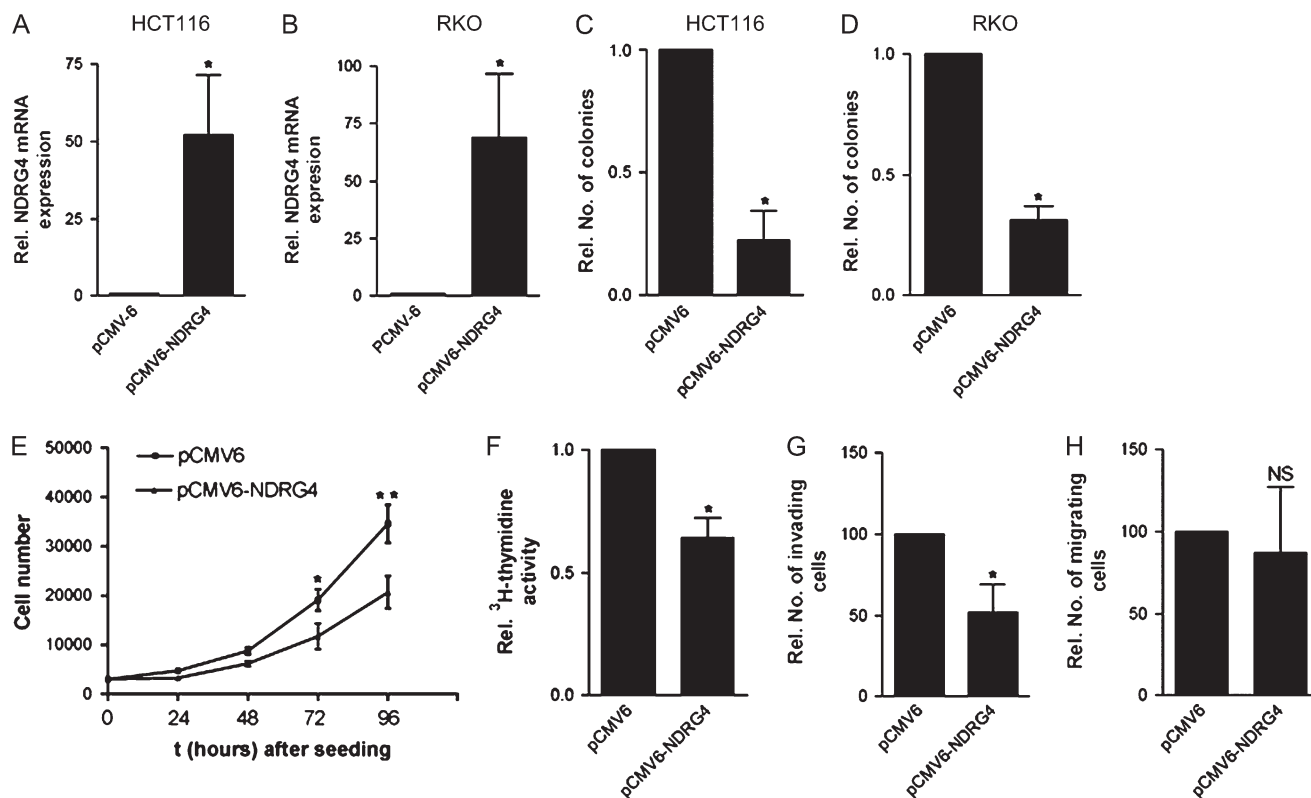 A
HCT116
Rel. NDRG4 mRNA
expression
75
50
25
0
*
pCMV-6
pCMV6-NDRG4
B
RKO
Rel. NDRG4 mRNA
expresion
100
75
50
25
0
*
PCMV-6
pCMV6-NDRG4
C
HCT116
Rel. No. of colonies
1.0
0.5
0.0
*
pCMV6
pCMV6-NDRG4
D
RKO
Rel. No. of colonies
1.0
0.5
0.0
*
pCMV6
pCMV6-NDRG4
E
Cell number
50000
40000
30000
20000
10000
0
pCMV6
pCMV6-NDRG4
*
* *
0 24 48 72 96
t (hours) after seeding
F
Rel. ³H-thymidine
activity
1.0
0.5
0.0
*
pCMV6
pCMV6-NDRG4
G
Rel. No. of invading
cells
150
100
50
0
*
pCMV6
pCMV6-NDRG4
H
Rel. No. of migrating
cells
150
100
50
0
NS
pCMV6
pCMV6-NDRG4